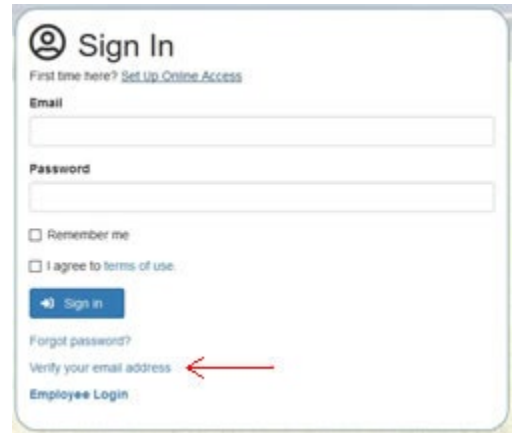 Sign In
First time here? Set Up Online Access
Email
Password
Remember me
I agree to terms of use.
Sign in
Forgot password?
Verify your email address
Employee Login